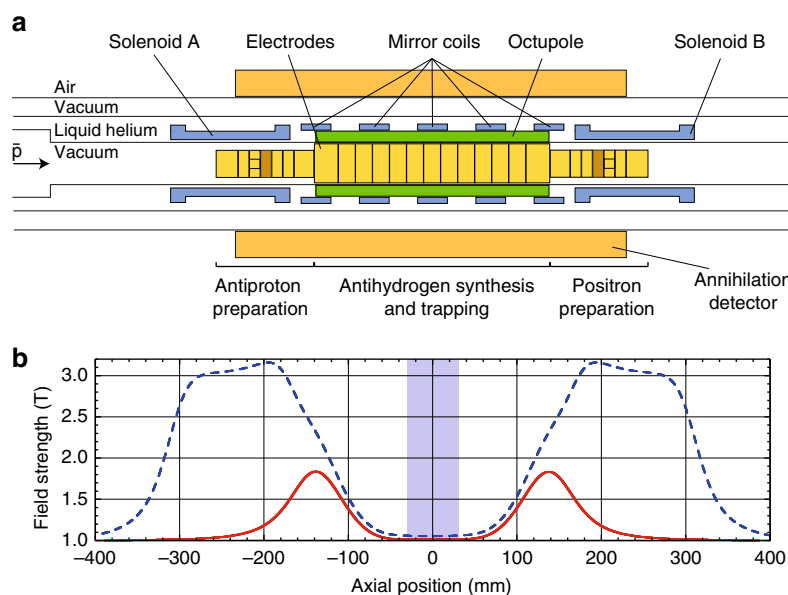 a
Solenoid A
Electrodes
Mirror coils
Octupole
Solenoid B
Air
Vacuum
Liquid helium
Vacuum
p̄
Antiproton
preparation
Antihydrogen synthesis
and trapping
Positron
preparation
Annihilation
detector
b
Field strength (T)
3.0
2.5
2.0
1.5
1.0
−400 −300 −200 −100 0 100 200 300 400
Axial position (mm)